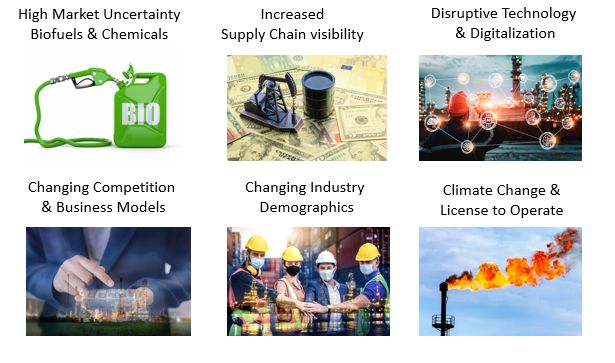 High Market Uncertainty
Biofuels & Chemicals
Increased
Supply Chain visibility
Disruptive Technology
& Digitalization
BIO
Changing Competition
& Business Models
Changing Industry
Demographics
Climate Change &
License to Operate